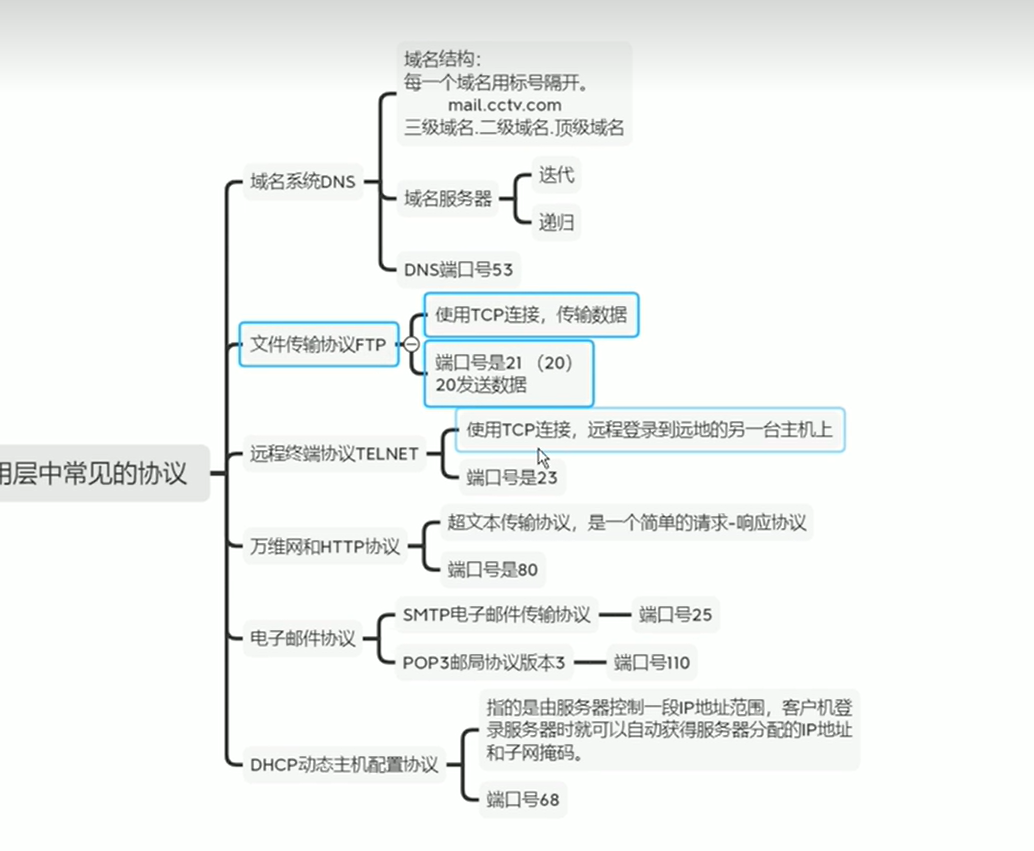 用层中常见的协议
域名系统DNS
域名结构：
每一个域名用标号隔开。
mail.cctv.com
三级域名.二级域名.顶级域名
域名服务器
迭代
递归
DNS端口号53
文件传输协议FTP
使用TCP连接，传输数据
端口号是21 （20）
20发送数据
远程终端协议TELNET
使用TCP连接，远程登录到远地的另一台主机上
端口号是23
万维网和HTTP协议
超文本传输协议，是一个简单的请求-响应协议
端口号是80
电子邮件协议
SMTP电子邮件传输协议
端口号25
POP3邮局协议版本3
端口号110
DHCP动态主机配置协议
指的是由服务器控制一段IP地址范围，客户机登
录服务器时就可以自动获得服务器分配的IP地址
和子网掩码。
端口号68